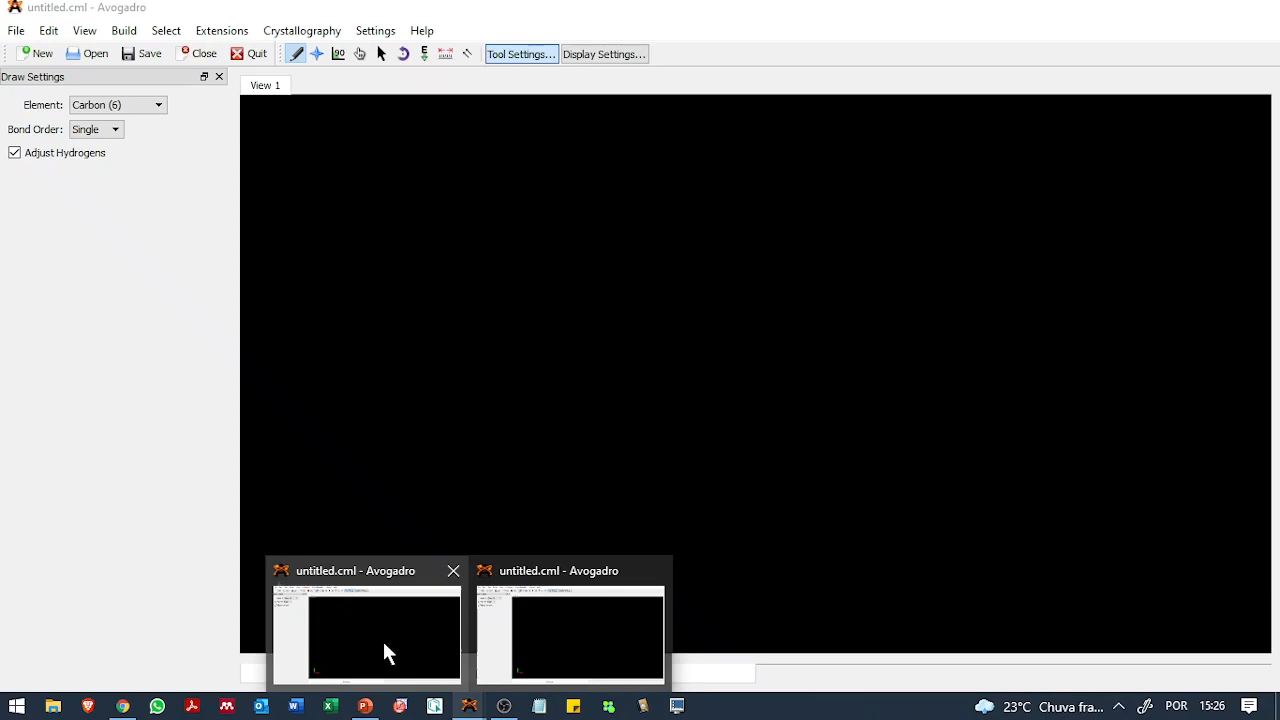 untitled.cml - Avogadro
File Edit View Build Select Extensions Crystallography Settings Help
New Open Save Close Quit Tool Settings... Display Settings...
Draw Settings
View 1
Element: Carbon (6)
Bond Order: Single
Adjust Hydrogens
untitled.cml - Avogadro
untitled.cml - Avogadro
23°C Chuva fra... POR 15:26